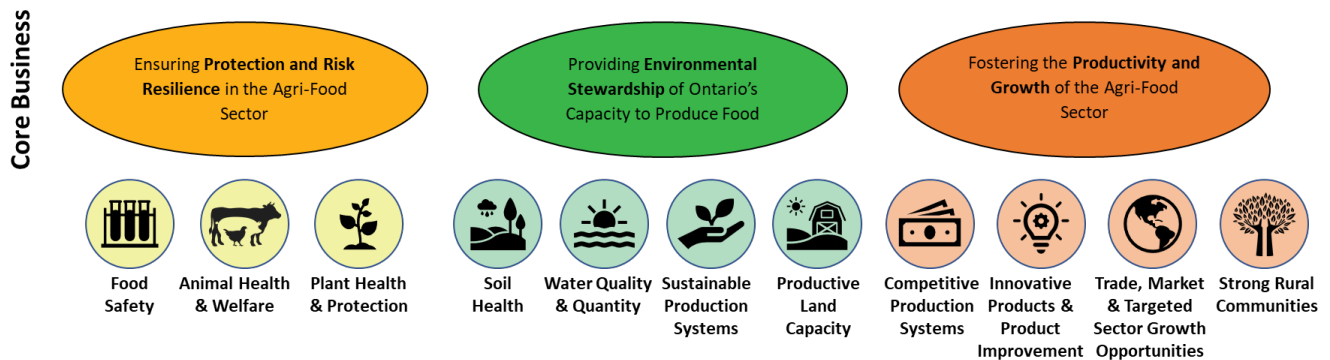 Core Business
Ensuring Protection and Risk
Resilience in the Agri-Food
Sector
Providing Environmental
Stewardship of Ontario's
Capacity to Produce Food
Fostering the Productivity and
Growth of the Agri-Food
Sector
Food
Safety
Animal Health
& Welfare
Plant Health
& Protection
Soil
Health
Water Quality
& Quantity
Sustainable
Production
Systems
Productive
Land
Capacity
Competitive
Production
Systems
Innovative
Products &
Product
Improvement
Trade, Market
& Targeted
Sector Growth
Opportunities
Strong Rural
Communities